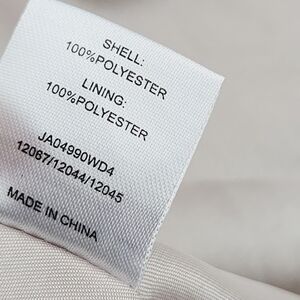 SHELL:
100%POLYESTER
LINING:
100%POLYESTER
JA04990WD4
12067/12044/12045
MADE IN CHINA